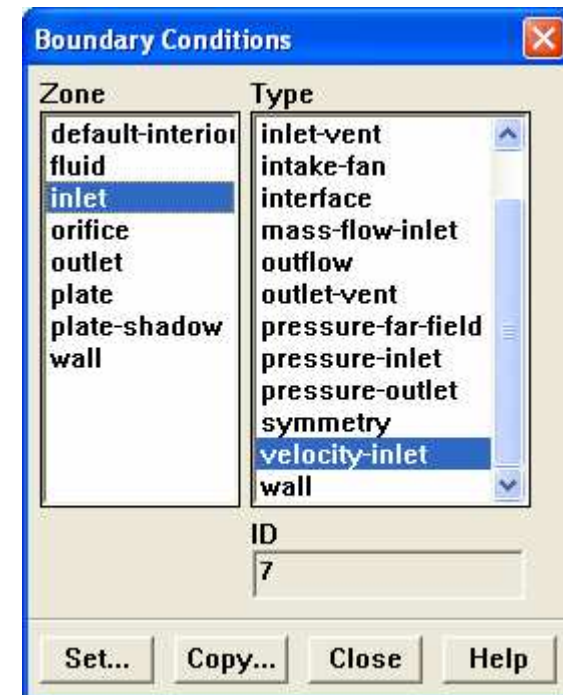 Boundary Conditions
Zone
default-interior
fluid
inlet
orifice
outlet
plate
plate-shadow
wall
Type
inlet-vent
intake-fan
interface
mass-flow-inlet
outflow
outlet-vent
pressure-far-field
pressure-inlet
pressure-outlet
symmetry
velocity-inlet
wall
ID
7
Set...
Copy...
Close
Help